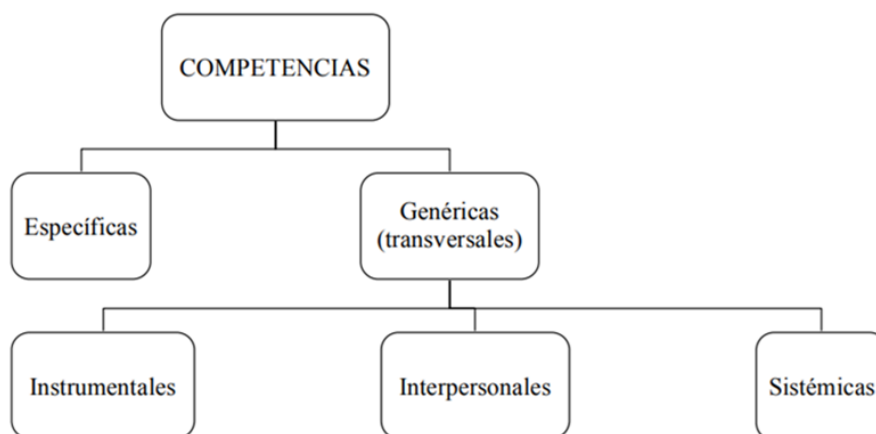 COMPETENCIAS
Específicas
Genéricas
(transversales)
Instrumentales
Interpersonales
Sistémicas